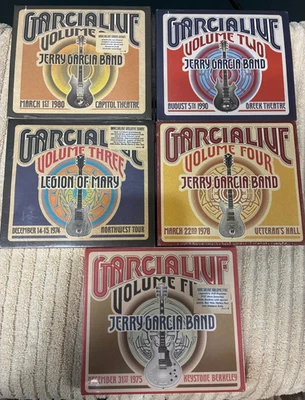 GARCIALIVE
VOLUME
JERRY GARCIA BAND
MARCH 1ST 1980 CAPITOL THEATRE
GARCIALIVE
VOLUME TWO
JERRY GARCIA BAND
AUGUST 5TH 1990 GREEK THEATRE
GARCIALIVE
VOLUME THREE
LEGION OF MARY
DECEMBER 14-15 1974 NORTHWEST TOUR
GARCIALIVE
VOLUME FOUR
JERRY GARCIA BAND
MARCH 22ND 1978 VETERAN'S HALL
GARCIALIVE
VOLUME FI
JERRY GARCIA BAND
DECEMBER 31ST 1975 KEYSTONE BERKELEY